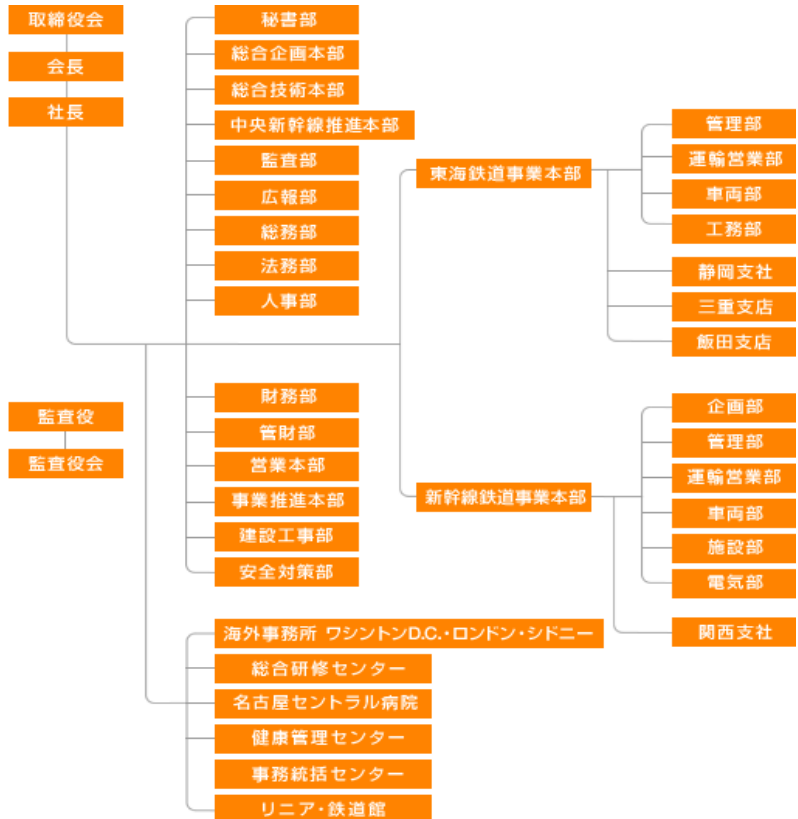 取締役会
会長
社長
監査役
監査役会
秘書部
総合企画本部
総合技術本部
中央新幹線推進本部
監査部
広報部
総務部
法務部
人事部
財務部
管財部
営業本部
事業推進本部
建設工事部
安全対策部
海外事務所 ワシントンD.C.・ロンドン・シドニー
総合研修センター
名古屋セントラル病院
健康管理センター
事務統括センター
リニア・鉄道館
東海鉄道事業本部
管理部
運輸営業部
車両部
工務部
静岡支社
三重支店
飯田支店
新幹線鉄道事業本部
企画部
管理部
運輸営業部
車両部
施設部
電気部
関西支社